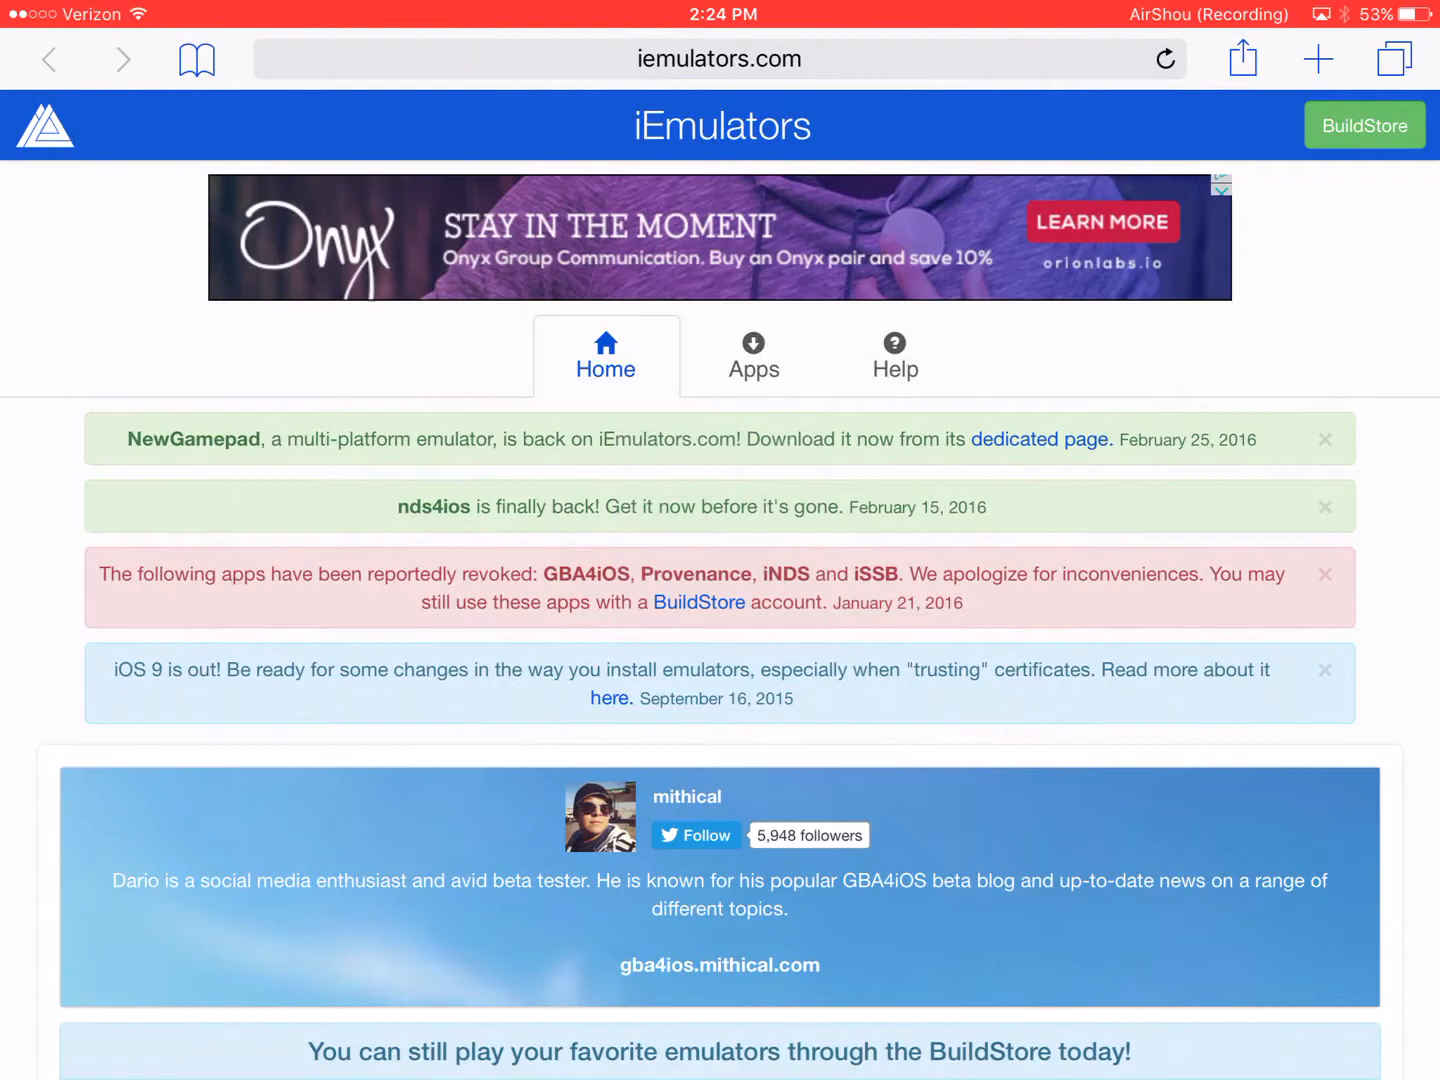 Verizon
2:24 PM
AirShou (Recording)
53%
iemulators.com
iEmulators
BuildStore
Onyx
STAY IN THE MOMENT
Onyx Group Communication. Buy an Onyx pair and save 10%
LEARN MORE
orionlabs.io
Home
Apps
Help
NewGamepad, a multi-platform emulator, is back on iEmulators.com! Download it now from its dedicated page. February 25, 2016
nds4ios is finally back! Get it now before it's gone. February 15, 2016
The following apps have been reportedly revoked: GBA4iOS, Provenance, iNDS and iSSB. We apologize for inconveniences. You may
still use these apps with a BuildStore account. January 21, 2016
iOS 9 is out! Be ready for some changes in the way you install emulators, especially when "trusting" certificates. Read more about it
here. September 16, 2015
mithical
Follow
5,948 followers
Dario is a social media enthusiast and avid beta tester. He is known for his popular GBA4iOS beta blog and up-to-date news on a range of
different topics.
gba4ios.mithical.com
You can still play your favorite emulators through the BuildStore today!